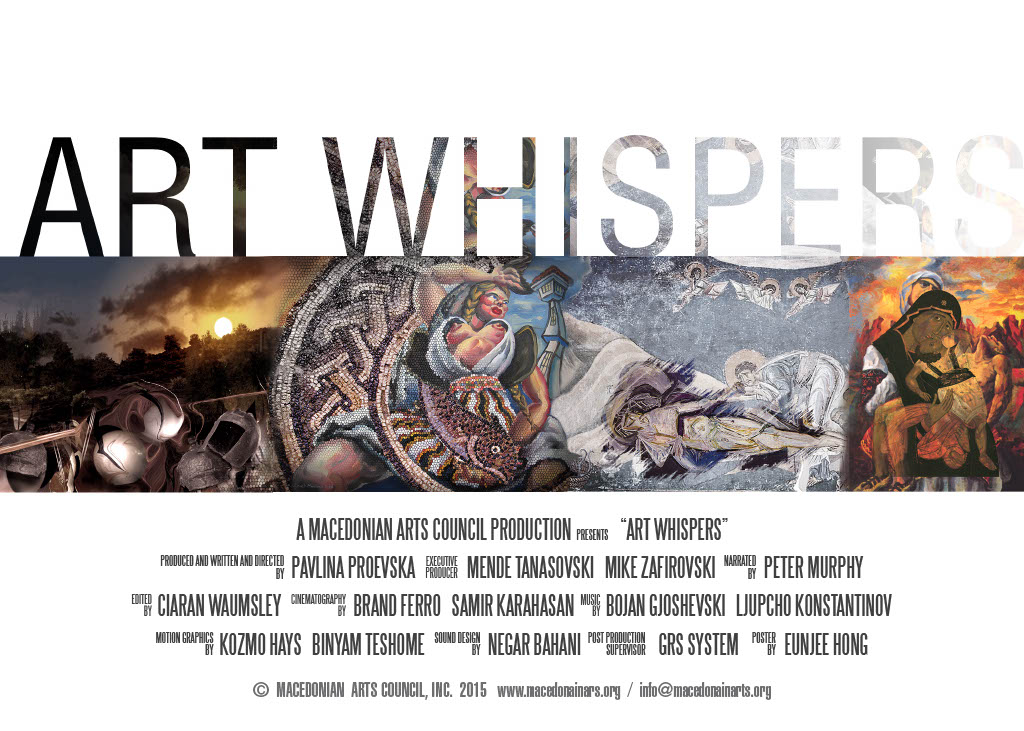 ART WHISPERS
A MACEDONIAN ARTS COUNCIL PRODUCTION PRESENTS “ART WHISPERS”
PRODUCED AND WRITTEN AND DIRECTED BY PAVLINA PROEVSKA EXECUTIVE PRODUCER MENDE TANASOVSKI MIKE ZAFIROVSKI NARRATED BY PETER MURPHY
EDITED BY CIARAN WAUMSLEY CINEMATOGRAPHY BY BRAND FERRO SAMIR KARAHASAN MUSIC BY BOJAN GJOSHEVSKI LJUPCHO KONSTANTINOV
MOTION GRAPHICS BY KOZMO HAYS BINYAM TESHOME SOUND DESIGN BY NEGAR BAHANI POST PRODUCTION SUPERVISOR GRS SYSTEM POSTER BY EUNJEE HONG
© MACEDONIAN ARTS COUNCIL, INC. 2015 www.macedonainars.org / info@macedonainarts.org